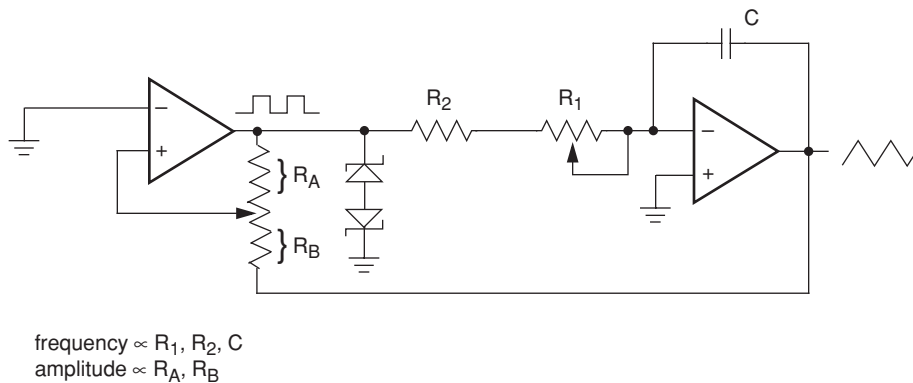 C
R2
R1
−
+
} RA
} RB
−
+
frequency ∝ R1, R2, C
amplitude ∝ RA, RB